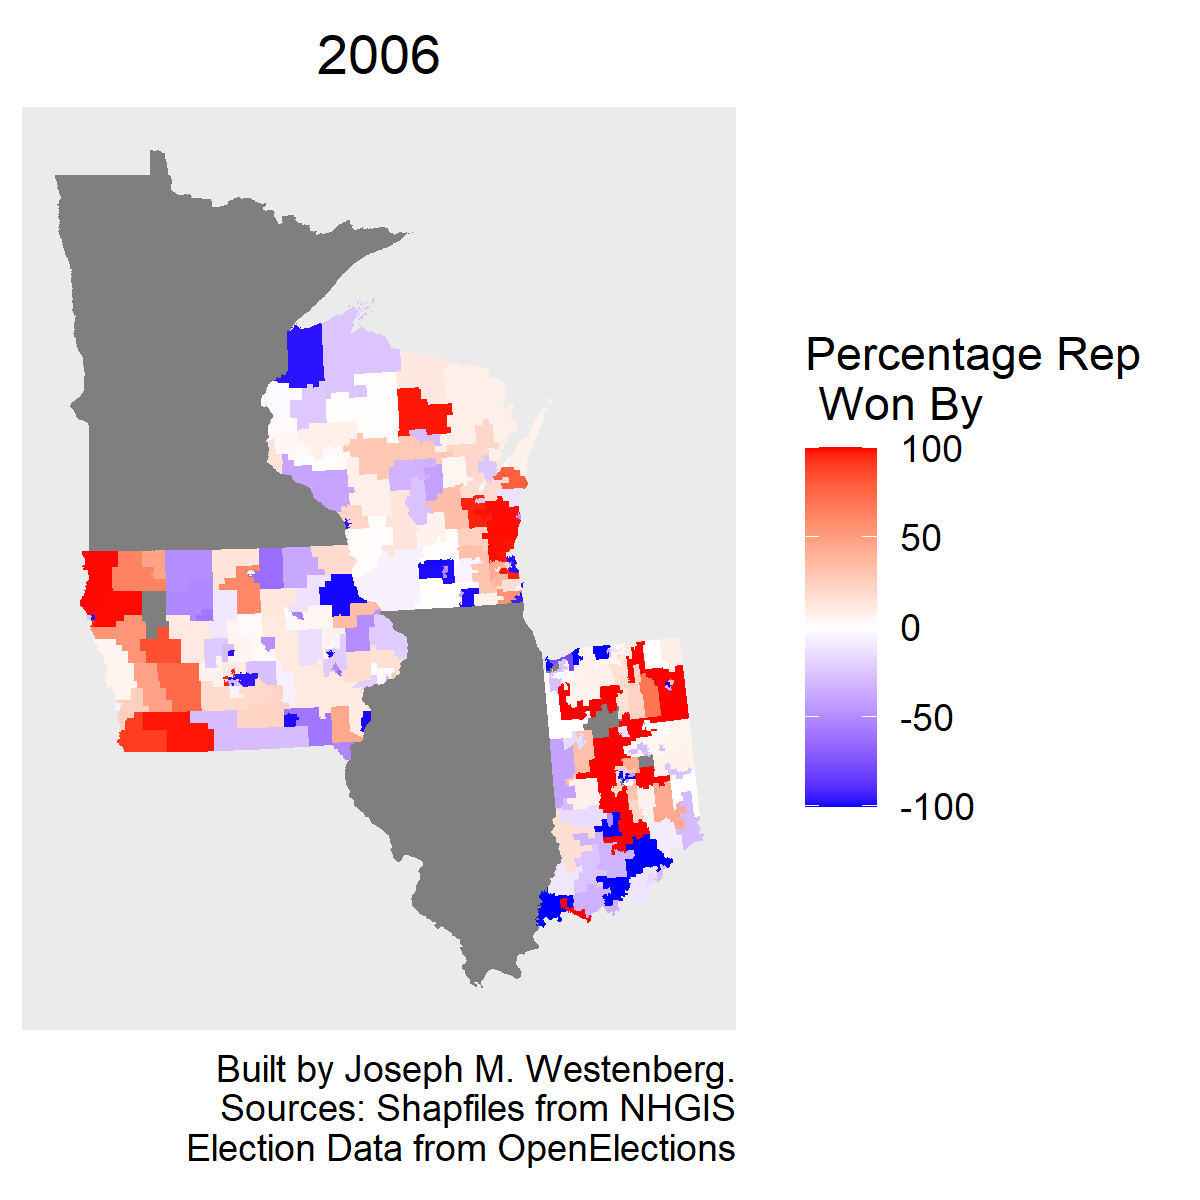 2006
Percentage Rep
Won By
100
50
0
-50
-100
Built by Joseph M. Westenberg.
Sources: Shapfiles from NHGIS
Election Data from OpenElections